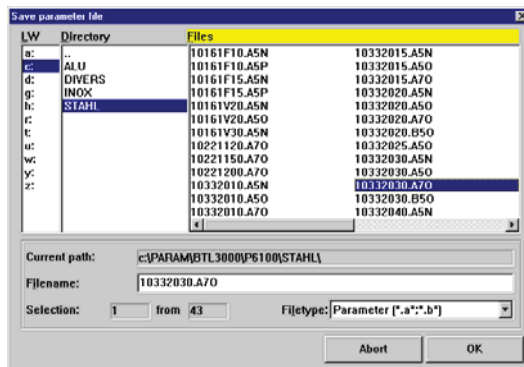 Save parameter file
LW Directory Files
a: .. 10161F10.A5N 10332015.A5N
c: ALU 10161F10.A5P 10332015.A5O
d: DIVERS 10161F15.A5N 10332015.A7O
g: INOX 10161F15.A5P 10332020.A5N
h: STAHL 10161V20.A5N 10332020.A5O
r: 10161V20.A5O 10332020.A7O
t: 10161V30.A5N 10332020.B5O
u: 10221120.A7O 10332025.A5O
w: 10221150.A7O 10332030.A5N
y: 10221200.A7O 10332030.A5O
z: 10332010.A5N 10332030.A7O
10332010.A5O 10332030.B5O
10332010.A7O 10332040.A5N
Current path: c:\PARAM\BTL3000\P6100\STAHL\
Filename: 10332030.A7O
Selection: 1 from 43 Filetype: Parameter (*.a*;*.b*)
Abort OK